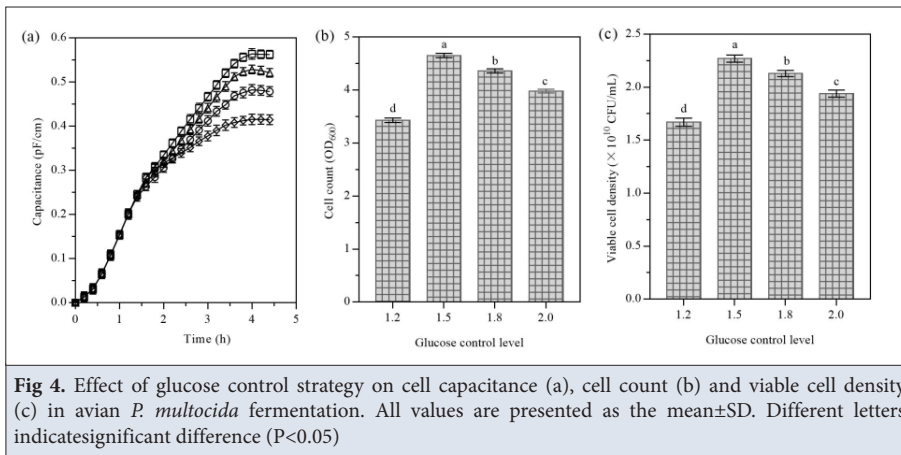 (a)
0.6
0.5
0.4
0.3
0.2
0.1
0.0
Capacitance (pF/cm)
0 1 2 3 4 5
Time (h)
(b)
5
4
3
2
1
0
Cell count (OD600)
d a b c
1.2 1.5 1.8 2.0
Glucose control level
(c)
2.5
2.0
1.5
1.25
0.5
0.0
Viable cell density (× 10^10 CFU/mL)
d a b c
1.2 1.5 1.8 2.0
Glucose control level
Fig 4. Effect of glucose control strategy on cell capacitance (a), cell count (b) and viable cell density
(c) in avian P. multocida fermentation. All values are presented as the mean±SD. Different letters
indicatesignificant difference (P<0.05)